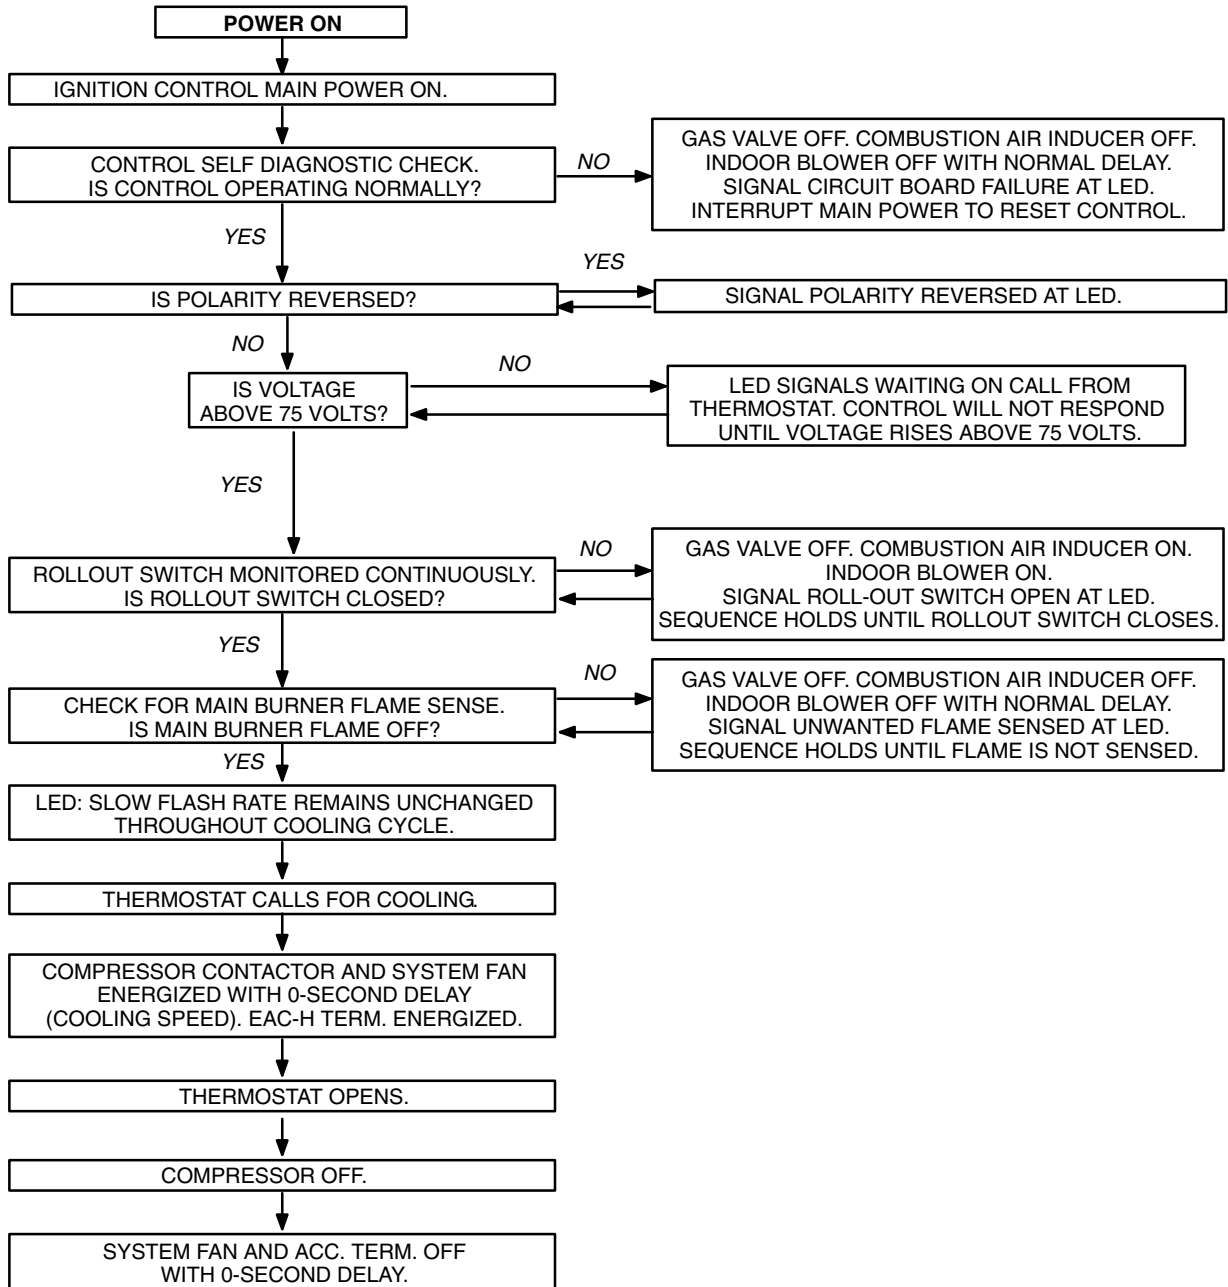 POWER ON
IGNITION CONTROL MAIN POWER ON.
CONTROL SELF DIAGNOSTIC CHECK.
IS CONTROL OPERATING NORMALLY?
NO
GAS VALVE OFF. COMBUSTION AIR INDUCER OFF.
INDOOR BLOWER OFF WITH NORMAL DELAY.
SIGNAL CIRCUIT BOARD FAILURE AT LED.
INTERRUPT MAIN POWER TO RESET CONTROL.
YES
IS POLARITY REVERSED?
YES
SIGNAL POLARITY REVERSED AT LED.
NO
IS VOLTAGE
ABOVE 75 VOLTS?
NO
LED SIGNALS WAITING ON CALL FROM
THERMOSTAT. CONTROL WILL NOT RESPOND
UNTIL VOLTAGE RISES ABOVE 75 VOLTS.
YES
ROLLOUT SWITCH MONITORED CONTINUOUSLY.
IS ROLLOUT SWITCH CLOSED?
NO
GAS VALVE OFF. COMBUSTION AIR INDUCER ON.
INDOOR BLOWER ON.
SIGNAL ROLL-OUT SWITCH OPEN AT LED.
SEQUENCE HOLDS UNTIL ROLLOUT SWITCH CLOSES.
YES
CHECK FOR MAIN BURNER FLAME SENSE.
IS MAIN BURNER FLAME OFF?
NO
GAS VALVE OFF. COMBUSTION AIR INDUCER OFF.
INDOOR BLOWER OFF WITH NORMAL DELAY.
SIGNAL UNWANTED FLAME SENSED AT LED.
SEQUENCE HOLDS UNTIL FLAME IS NOT SENSED.
YES
LED: SLOW FLASH RATE REMAINS UNCHANGED
THROUGHOUT COOLING CYCLE.
THERMOSTAT CALLS FOR COOLING.
COMPRESSOR CONTACTOR AND SYSTEM FAN
ENERGIZED WITH 0-SECOND DELAY
(COOLING SPEED). EAC-H TERM. ENERGIZED.
THERMOSTAT OPENS.
COMPRESSOR OFF.
SYSTEM FAN AND ACC. TERM. OFF
WITH 0-SECOND DELAY.